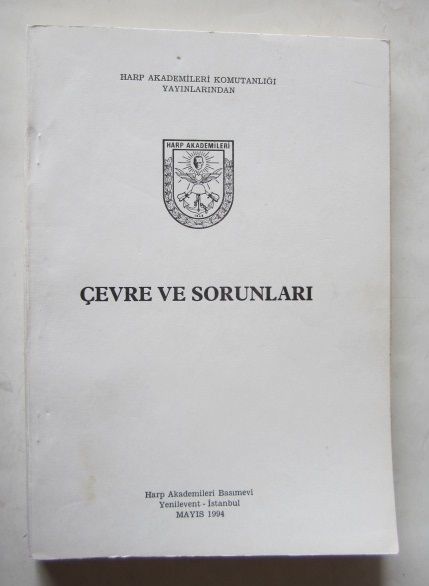 HARP AKADEMİLERİ KOMUTANLIĞI
YAYINLARINDAN
HARP AKADEMİLERİ
ÇEVRE VE SORUNLARI
Harp Akademileri Basımevi
Yenilevent - İstanbul
MAYIS 1994